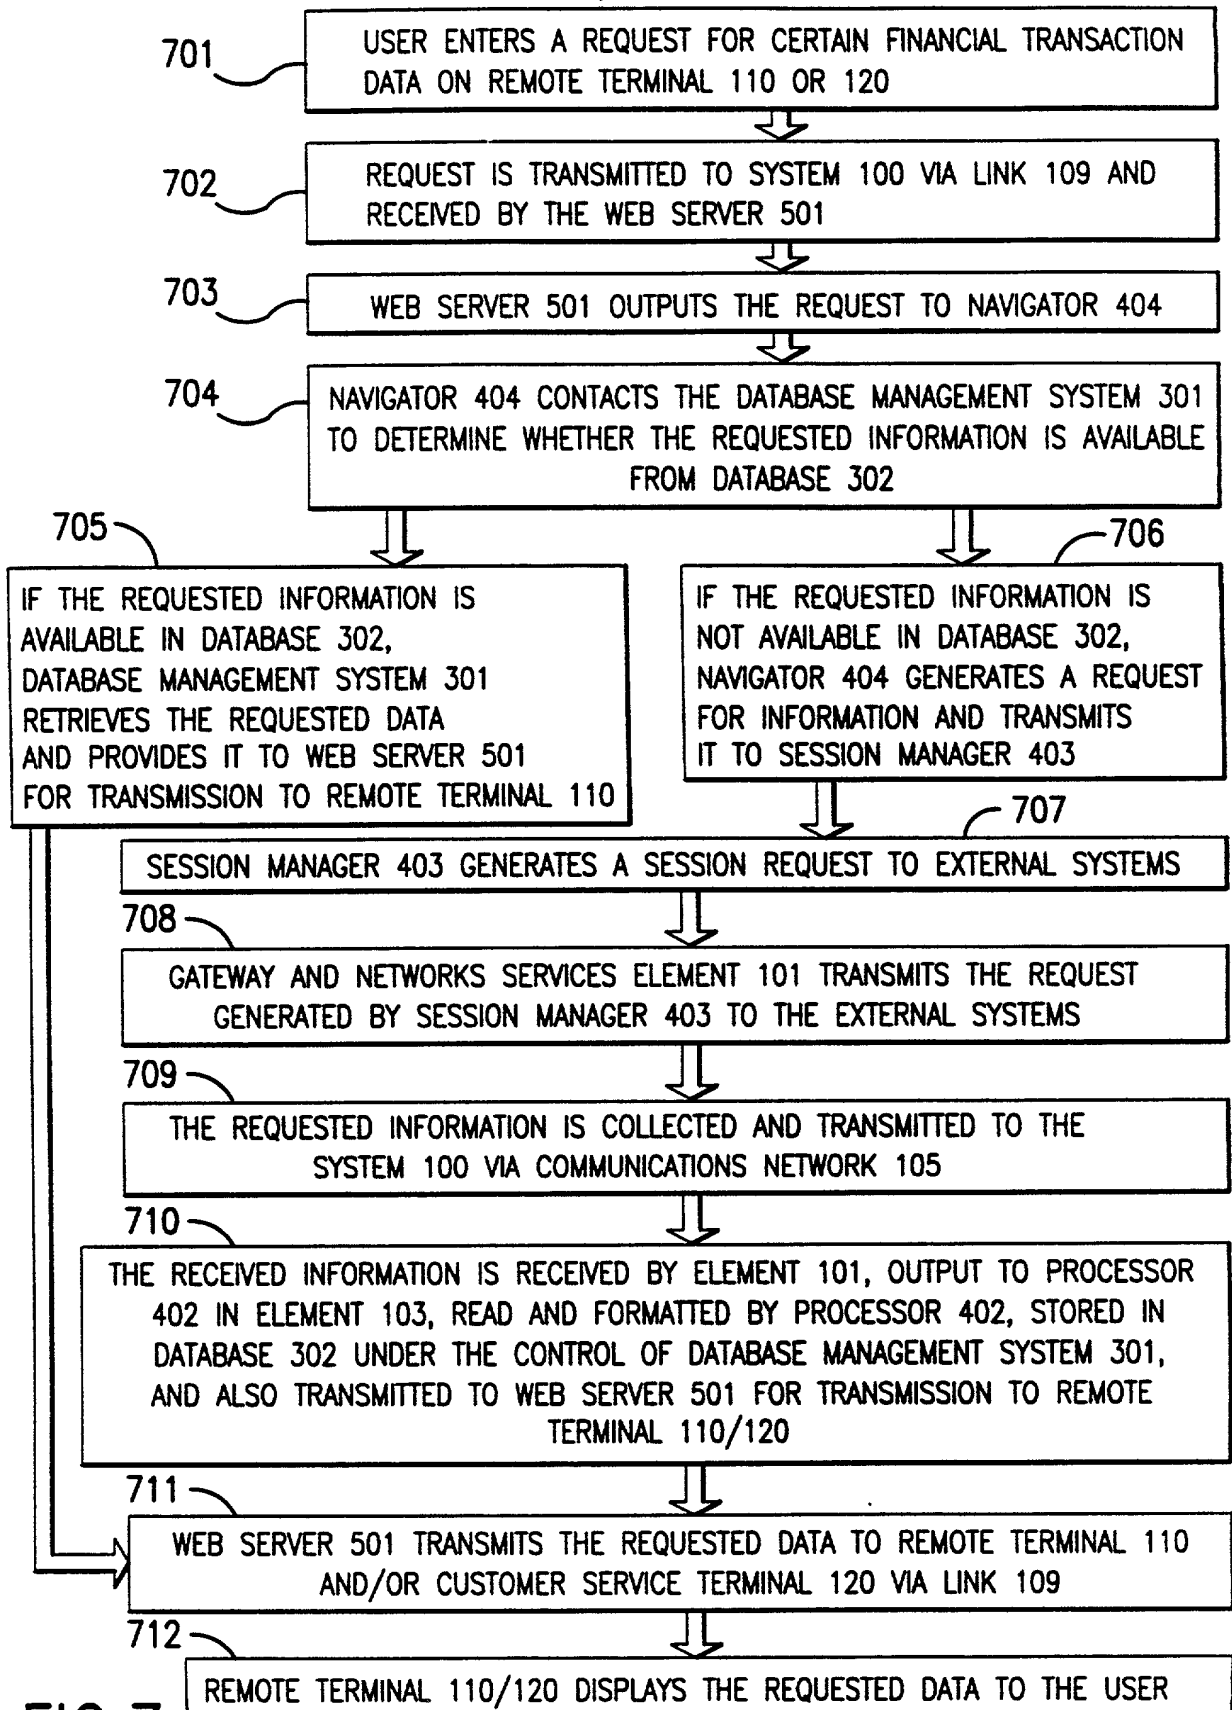 701
USER ENTERS A REQUEST FOR CERTAIN FINANCIAL TRANSACTION
DATA ON REMOTE TERMINAL 110 OR 120
702
REQUEST IS TRANSMITTED TO SYSTEM 100 VIA LINK 109 AND
RECEIVED BY THE WEB SERVER 501
703
WEB SERVER 501 OUTPUTS THE REQUEST TO NAVIGATOR 404
704
NAVIGATOR 404 CONTACTS THE DATABASE MANAGEMENT SYSTEM 301
TO DETERMINE WHETHER THE REQUESTED INFORMATION IS AVAILABLE
FROM DATABASE 302
705
IF THE REQUESTED INFORMATION IS
AVAILABLE IN DATABASE 302,
DATABASE MANAGEMENT SYSTEM 301
RETRIEVES THE REQUESTED DATA
AND PROVIDES IT TO WEB SERVER 501
FOR TRANSMISSION TO REMOTE TERMINAL 110
706
IF THE REQUESTED INFORMATION IS
NOT AVAILABLE IN DATABASE 302,
NAVIGATOR 404 GENERATES A REQUEST
FOR INFORMATION AND TRANSMITS
IT TO SESSION MANAGER 403
707
SESSION MANAGER 403 GENERATES A SESSION REQUEST TO EXTERNAL SYSTEMS
708
GATEWAY AND NETWORKS SERVICES ELEMENT 101 TRANSMITS THE REQUEST
GENERATED BY SESSION MANAGER 403 TO THE EXTERNAL SYSTEMS
709
THE REQUESTED INFORMATION IS COLLECTED AND TRANSMITTED TO THE
SYSTEM 100 VIA COMMUNICATIONS NETWORK 105
710
THE RECEIVED INFORMATION IS RECEIVED BY ELEMENT 101, OUTPUT TO PROCESSOR
402 IN ELEMENT 103, READ AND FORMATTED BY PROCESSOR 402, STORED IN
DATABASE 302 UNDER THE CONTROL OF DATABASE MANAGEMENT SYSTEM 301,
AND ALSO TRANSMITTED TO WEB SERVER 501 FOR TRANSMISSION TO REMOTE
TERMINAL 110/120
711
WEB SERVER 501 TRANSMITS THE REQUESTED DATA TO REMOTE TERMINAL 110
AND/OR CUSTOMER SERVICE TERMINAL 120 VIA LINK 109
712
REMOTE TERMINAL 110/120 DISPLAYS THE REQUESTED DATA TO THE USER